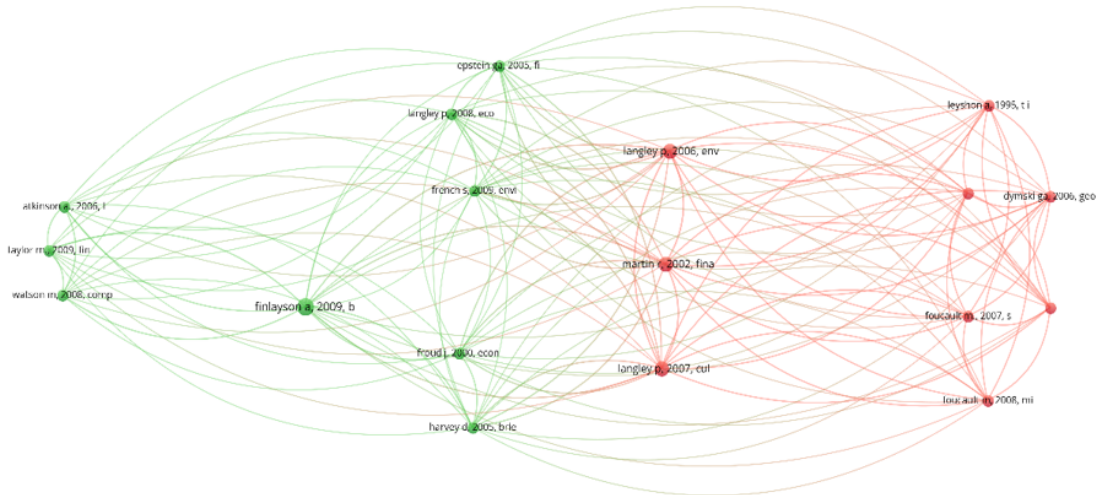 epstein ga, 2005, fi
leyshon a, 1995, t i
langley p, 2008, eco
langley p, 2006, env
french s, 2009, envi
dymski ga, 2006, geo
atkinson a., 2006, l
taylor m., 2009, lin
martin r, 2002, fina
watson m, 2008, comp
finlayson a, 2009, b
foucault m., 2007, s
froud j, 2000, econ
langley p, 2007, cul
foucault m, 2008, mi
harvey d, 2005, brie